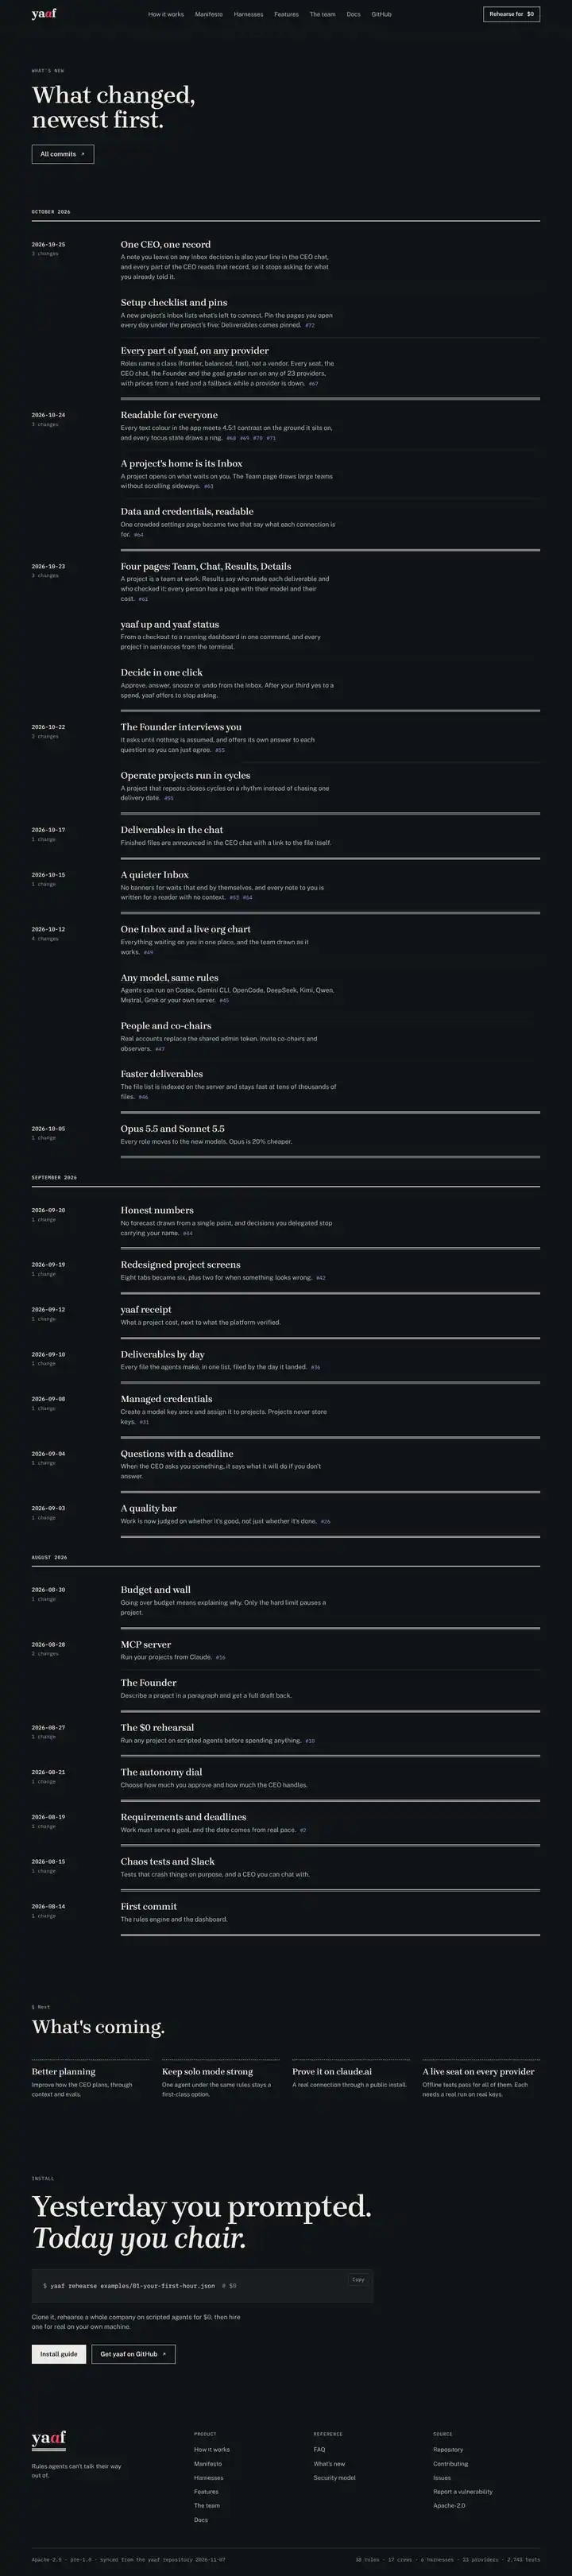 yaaf
How it works Manifesto Harnesses Features The team Docs GitHub
Rehearse for $0
WHAT'S NEW
What changed,
newest first.
All commits ↗
OCTOBER 2026
2026-10-25
3 changes
One CEO, one record
A note you leave on any Inbox decision is also your line in the CEO chat,
and every part of the CEO reads that record, so it stops asking for what
you already told it.
Setup checklist and pins
A new project's Inbox lists what's left to connect. Pin the pages you open
every day under the project's five; Deliverables comes pinned. #72
Every part of yaaf, on any provider
Roles name a class (frontier, balanced, fast), not a vendor. Every seat, the
CEO chat, the Founder and the goal grader run on any of 23 providers,
with prices from a feed and a fallback while a provider is down. #67
2026-10-24
3 changes
Readable for everyone
Every text colour in the app meets 4.5:1 contrast on the ground it sits on,
and every focus state draws a ring. #68 #69 #70 #71
A project's home is its Inbox
A project opens on what waits on you. The Team page draws large teams
without scrolling sideways. #63
Data and credentials, readable
One crowded settings page became two that say what each connection is
for. #64
2026-10-23
3 changes
Four pages: Team, Chat, Results, Details
A project is a team at work. Results say who made each deliverable and
who checked it; every person has a page with their model and their
cost. #62
yaaf up and yaaf status
From a checkout to a running dashboard in one command, and every
project in sentences from the terminal.
Decide in one click
Approve, answer, snooze or undo from the Inbox. After your third yes to a
spend, yaaf offers to stop asking.
2026-10-22
2 changes
The Founder interviews you
It asks until nothing is assumed, and offers its own answer to each
question so you can just agree. #55
Operate projects run in cycles
A project that repeats closes cycles on a rhythm instead of chasing one
delivery date. #55
2026-10-17
1 change
Deliverables in the chat
Finished files are announced in the CEO chat with a link to the file itself.
2026-10-15
1 change
A quieter Inbox
No banners for waits that end by themselves, and every note to you is
written for a reader with no context. #53 #54
2026-10-12
4 changes
One Inbox and a live org chart
Everything waiting on you in one place, and the team drawn as it
works. #49
Any model, same rules
Agents can run on Codex, Gemini CLI, OpenCode, DeepSeek, Kimi, Qwen,
Mistral, Grok or your own server. #45
People and co-chairs
Real accounts replace the shared admin token. Invite co-chairs and
observers. #47
Faster deliverables
The file list is indexed on the server and stays fast at tens of thousands of
files. #46
2026-10-05
1 change
Opus 5.5 and Sonnet 5.5
Every role moves to the new models. Opus is 20% cheaper.
SEPTEMBER 2026
2026-09-20
1 change
Honest numbers
No forecast drawn from a single point, and decisions you delegated stop
carrying your name. #44
2026-09-19
1 change
Redesigned project screens
Eight tabs became six, plus two for when something looks wrong. #42
2026-09-12
1 change
yaaf receipt
What a project cost, next to what the platform verified.
2026-09-10
1 change
Deliverables by day
Every file the agents make, in one list, filed by the day it landed. #36
2026-09-08
1 change
Managed credentials
Create a model key once and assign it to projects. Projects never store
keys. #31
2026-09-04
1 change
Questions with a deadline
When the CEO asks you something, it says what it will do if you don't
answer.
2026-09-03
1 change
A quality bar
Work is now judged on whether it's good, not just whether it's done. #26
AUGUST 2026
2026-08-30
1 change
Budget and wall
Going over budget means explaining why. Only the hard limit pauses a
project.
2026-08-28
2 changes
MCP server
Run your projects from Claude. #16
The Founder
Describe a project in a paragraph and get a full draft back.
2026-08-27
1 change
The $0 rehearsal
Run any project on scripted agents before spending anything. #10
2026-08-21
1 change
The autonomy dial
Choose how much you approve and how much the CEO handles.
2026-08-19
1 change
Requirements and deadlines
Work must serve a goal, and the date comes from real pace. #2
2026-08-15
1 change
Chaos tests and Slack
Tests that crash things on purpose, and a CEO you can chat with.
2026-08-14
1 change
First commit
The rules engine and the dashboard.
§ Next
What's coming.
Better planning
Improve how the CEO plans, through
context and evals.
Keep solo mode strong
One agent under the same rules stays a
first-class option.
Prove it on claude.ai
A real connection through a public install.
A live seat on every provider
Offline tests pass for all of them. Each
needs a real run on real keys.
INSTALL
Yesterday you prompted.
Today you chair.
$ yaaf rehearse examples/01-your-first-hour.json # $0
Copy
Clone it, rehearse a whole company on scripted agents for $0, then hire
one for real on your own machine.
Install guide
Get yaaf on GitHub ↗
yaaf
Rules agents can't talk their way
out of.
PRODUCT
How it works
Manifesto
Harnesses
Features
The team
Docs
REFERENCE
FAQ
What's new
Security model
SOURCE
Repository
Contributing
Issues
Report a vulnerability
Apache-2.0
Apache-2.0 · pre-1.0 · synced from the yaaf repository 2026-11-07